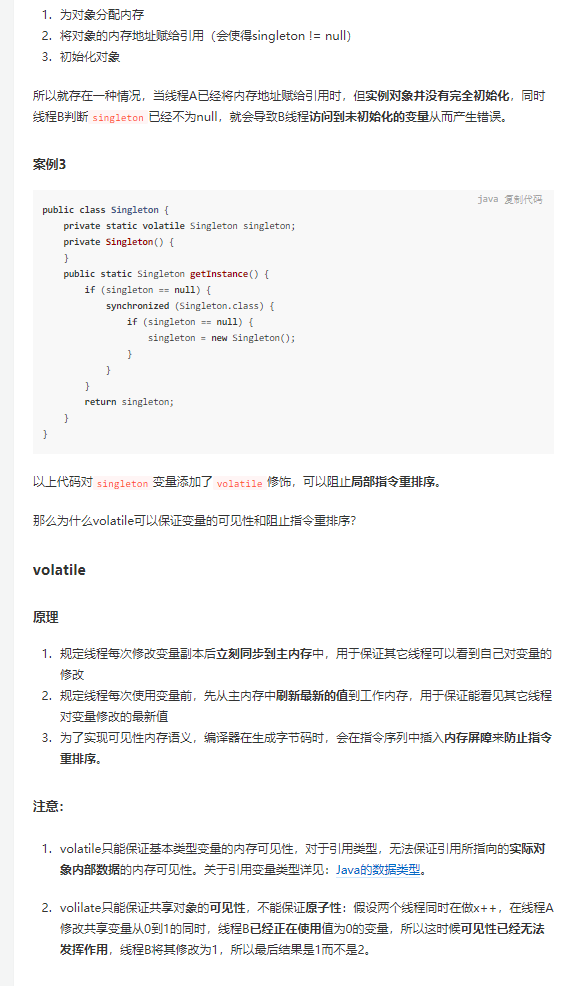 1. 为对象分配内存
2. 将对象的内存地址赋给引用（会使得singleton != null）
3. 初始化对象
所以就存在一种情况，当线程A已经将内存地址赋给引用时，但实例对象并没有完全初始化，同时
线程B判断 singleton 已经不为null，就会导致B线程访问到未初始化的变量从而产生错误。
案例3
java 复制代码
public class Singleton {
    private static volatile Singleton singleton;
    private Singleton() {
    }
    public static Singleton getInstance() {
        if (singleton == null) {
            synchronized (Singleton.class) {
                if (singleton == null) {
                    singleton = new Singleton();
                }
            }
        }
        return singleton;
    }
}
以上代码对 singleton 变量添加了 volatile 修饰，可以阻止局部指令重排序。
那么为什么volatile可以保证变量的可见性和阻止指令重排序？
volatile
原理
1. 规定线程每次修改变量副本后立刻同步到主内存中，用于保证其它线程可以看到自己对变量的
修改
2. 规定线程每次使用变量前，先从主内存中刷新最新的值到工作内存，用于保证能看见其它线程
对变量修改的最新值
3. 为了实现可见性内存语义，编译器在生成字节码时，会在指令序列中插入内存屏障来防止指令
重排序。
注意：
1. volatile只能保证基本类型变量的内存可见性，对于引用类型，无法保证引用所指向的实际对
象内部数据的内存可见性。关于引用变量类型详见：Java的数据类型。
2. volilate只能保证共享对象的可见性，不能保证原子性：假设两个线程同时在做x++，在线程A
修改共享变量从0到1的同时，线程B已经正在使用值为0的变量，所以这时候可见性已经无法
发挥作用，线程B将其修改为1，所以最后结果是1而不是2。